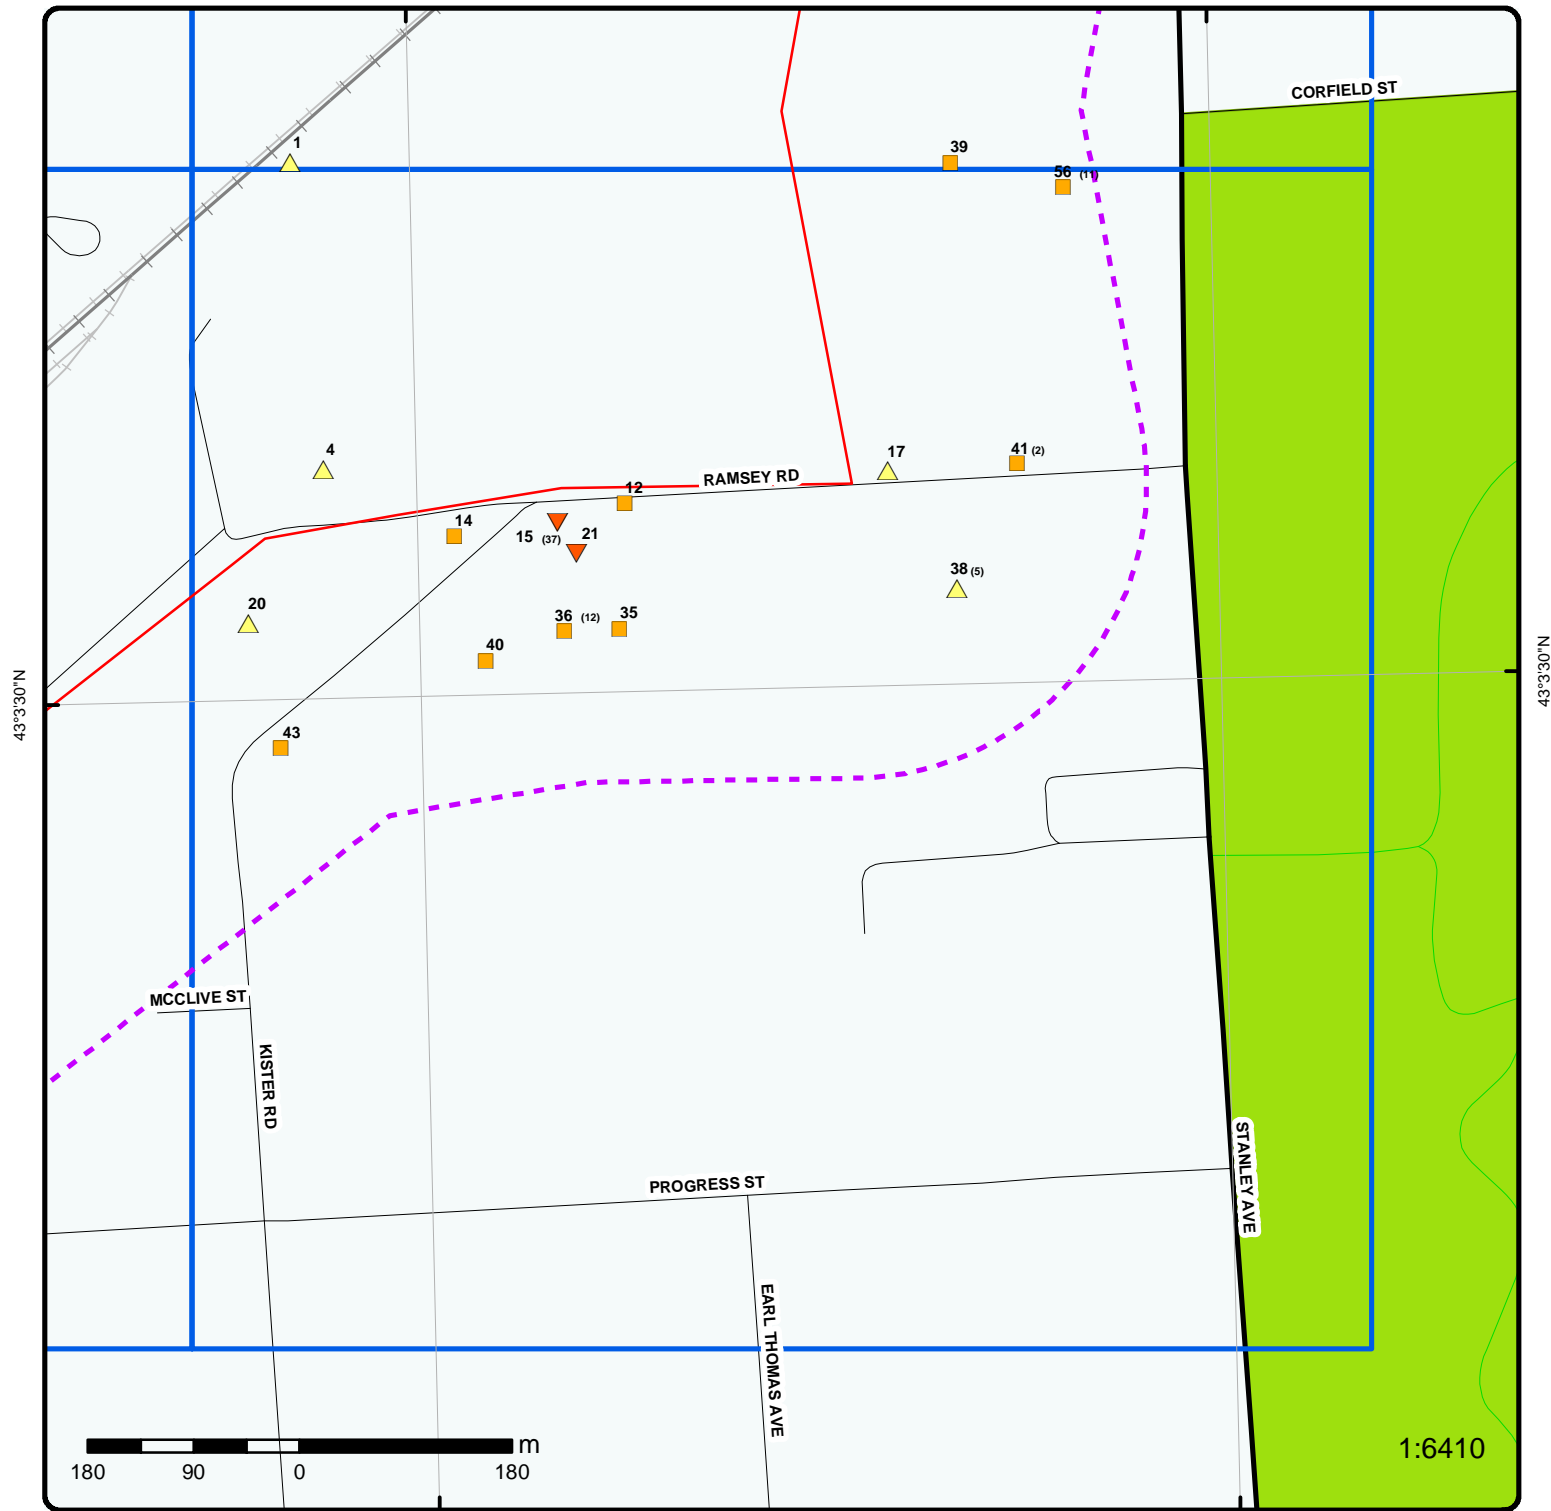 CORFIELD ST
1
39
56 (11)
4
17
41 (2)
RAMSEY RD
12
14
15 (37)
21
38 (5)
20
36 (12)
35
40
43°3'30"N
43°3'30"N
43
MCCLIVE ST
KISTER RD
STANLEY AVE
PROGRESS ST
EARL THOMAS AVE
m
180 90 0 180
1:6410